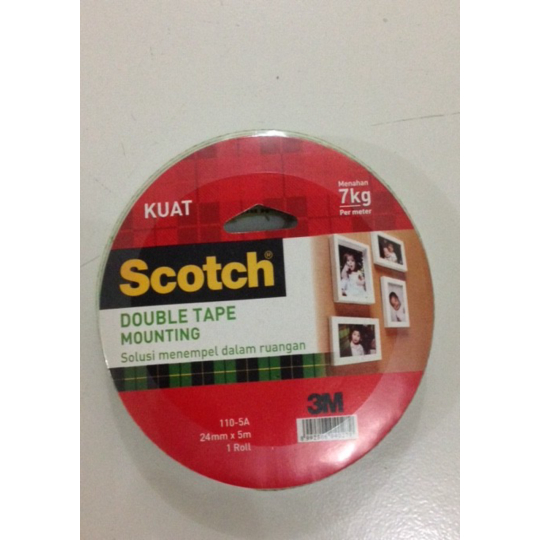 KUAT
Menahan
7kg
Per meter
Scotch®
DOUBLE TAPE
MOUNTING
Solusi menempel dalam ruangan
3M
110-5A
24mm x 5m
1 Roll